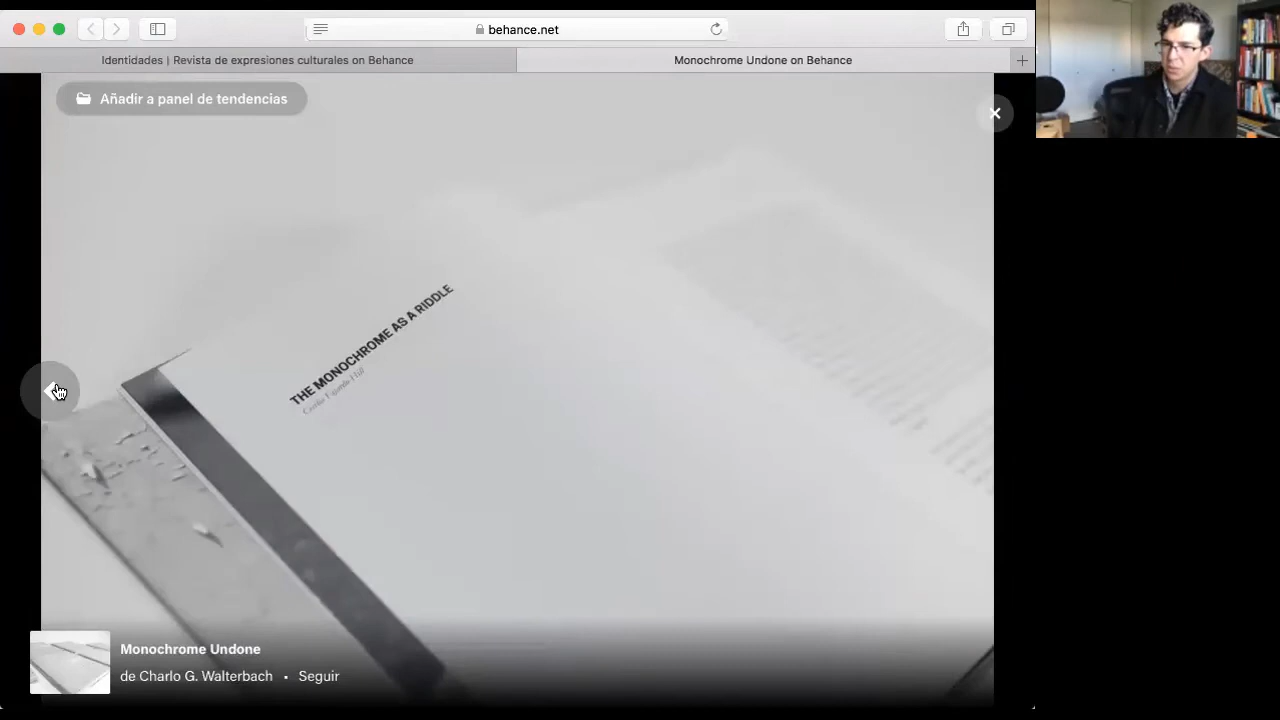 behance.net
Identidades | Revista de expresiones culturales on Behance
Monochrome Undone on Behance
Añadir a panel de tendencias
THE MONOCHROME AS A RIDDLE
Monochrome Undone
de Charlo G. Walterbach • Seguir